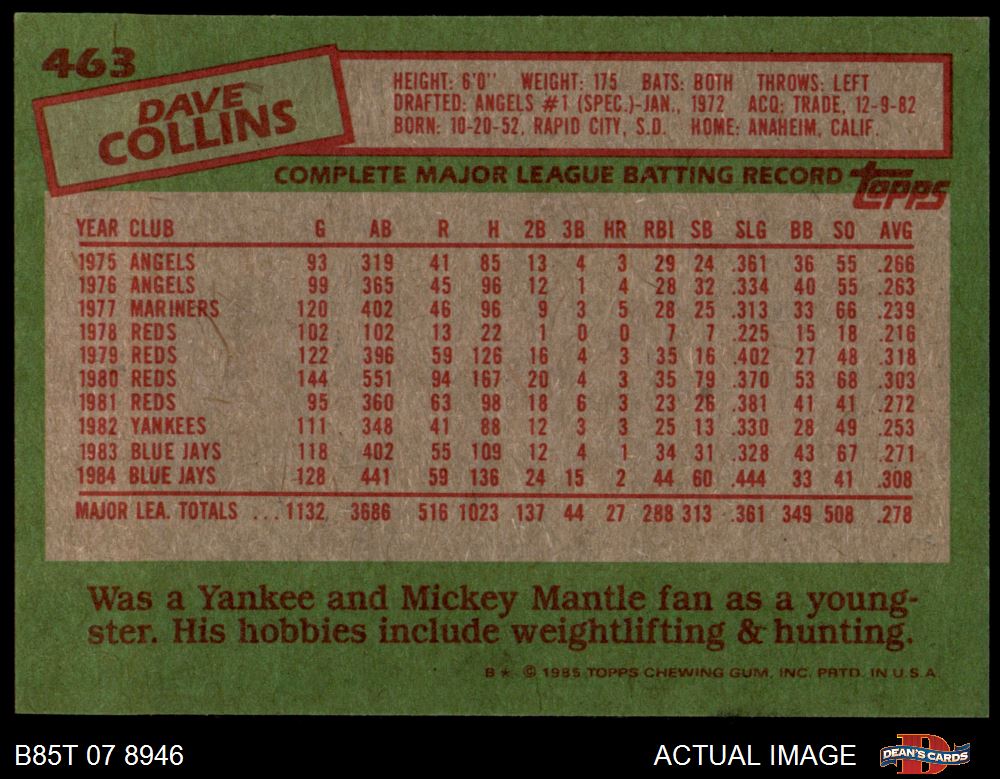 463
DAVE
COLLINS
HEIGHT: 6'0" WEIGHT: 175 BATS: BOTH THROWS: LEFT
DRAFTED: ANGELS #1 (SPEC.)-JAN., 1972 ACQ: TRADE, 12-9-82
BORN: 10-20-52, RAPID CITY, S.D. HOME: ANAHEIM, CALIF.
COMPLETE MAJOR LEAGUE BATTING RECORD topps
YEAR CLUB G AB R H 2B 3B HR RBI SB SLG BB SO AVG
1975 ANGELS 93 319 41 85 13 4 3 29 24 .361 36 55 .266
1976 ANGELS 99 365 45 96 12 1 4 28 32 .334 40 55 .263
1977 MARINERS 120 402 46 96 9 3 5 28 25 .313 33 66 .239
1978 REDS 102 102 13 22 1 0 0 7 7 .225 15 18 .216
1979 REDS 122 396 59 126 16 4 3 35 16 .402 27 48 .318
1980 REDS 144 551 94 167 20 4 3 35 79 .370 53 68 .303
1981 REDS 95 360 63 98 18 6 3 23 26 .381 41 41 .272
1982 YANKEES 111 348 41 88 12 3 3 25 13 .330 28 49 .253
1983 BLUE JAYS 118 402 55 109 12 4 1 34 31 .328 43 67 .271
1984 BLUE JAYS 128 441 59 136 24 15 2 44 60 .444 33 41 .308
MAJOR LEA. TOTALS ... 1132 3686 516 1023 137 44 27 288 313 .361 349 508 .278
Was a Yankee and Mickey Mantle fan as a young-
ster. His hobbies include weightlifting & hunting.
B* © 1985 TOPPS CHEWING GUM, INC. PRTD. IN U.S.A.
B85T 07 8946 ACTUAL IMAGE DEAN'S CARDS